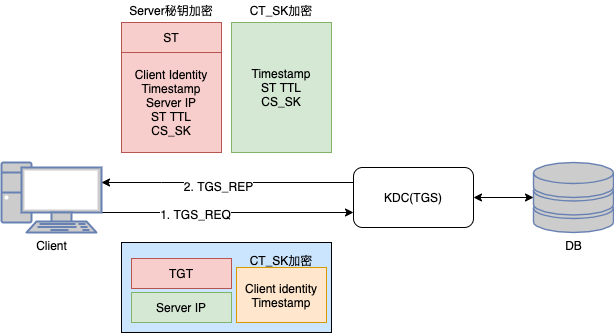 Server秘钥加密
CT_SK加密
ST
Client Identity
Timestamp
Server IP
ST TTL
CS_SK
Timestamp
ST TTL
CS_SK
2. TGS_REP
KDC(TGS)
1. TGS_REQ
Client
DB
CT_SK加密
TGT
Server IP
Client identity
Timestamp